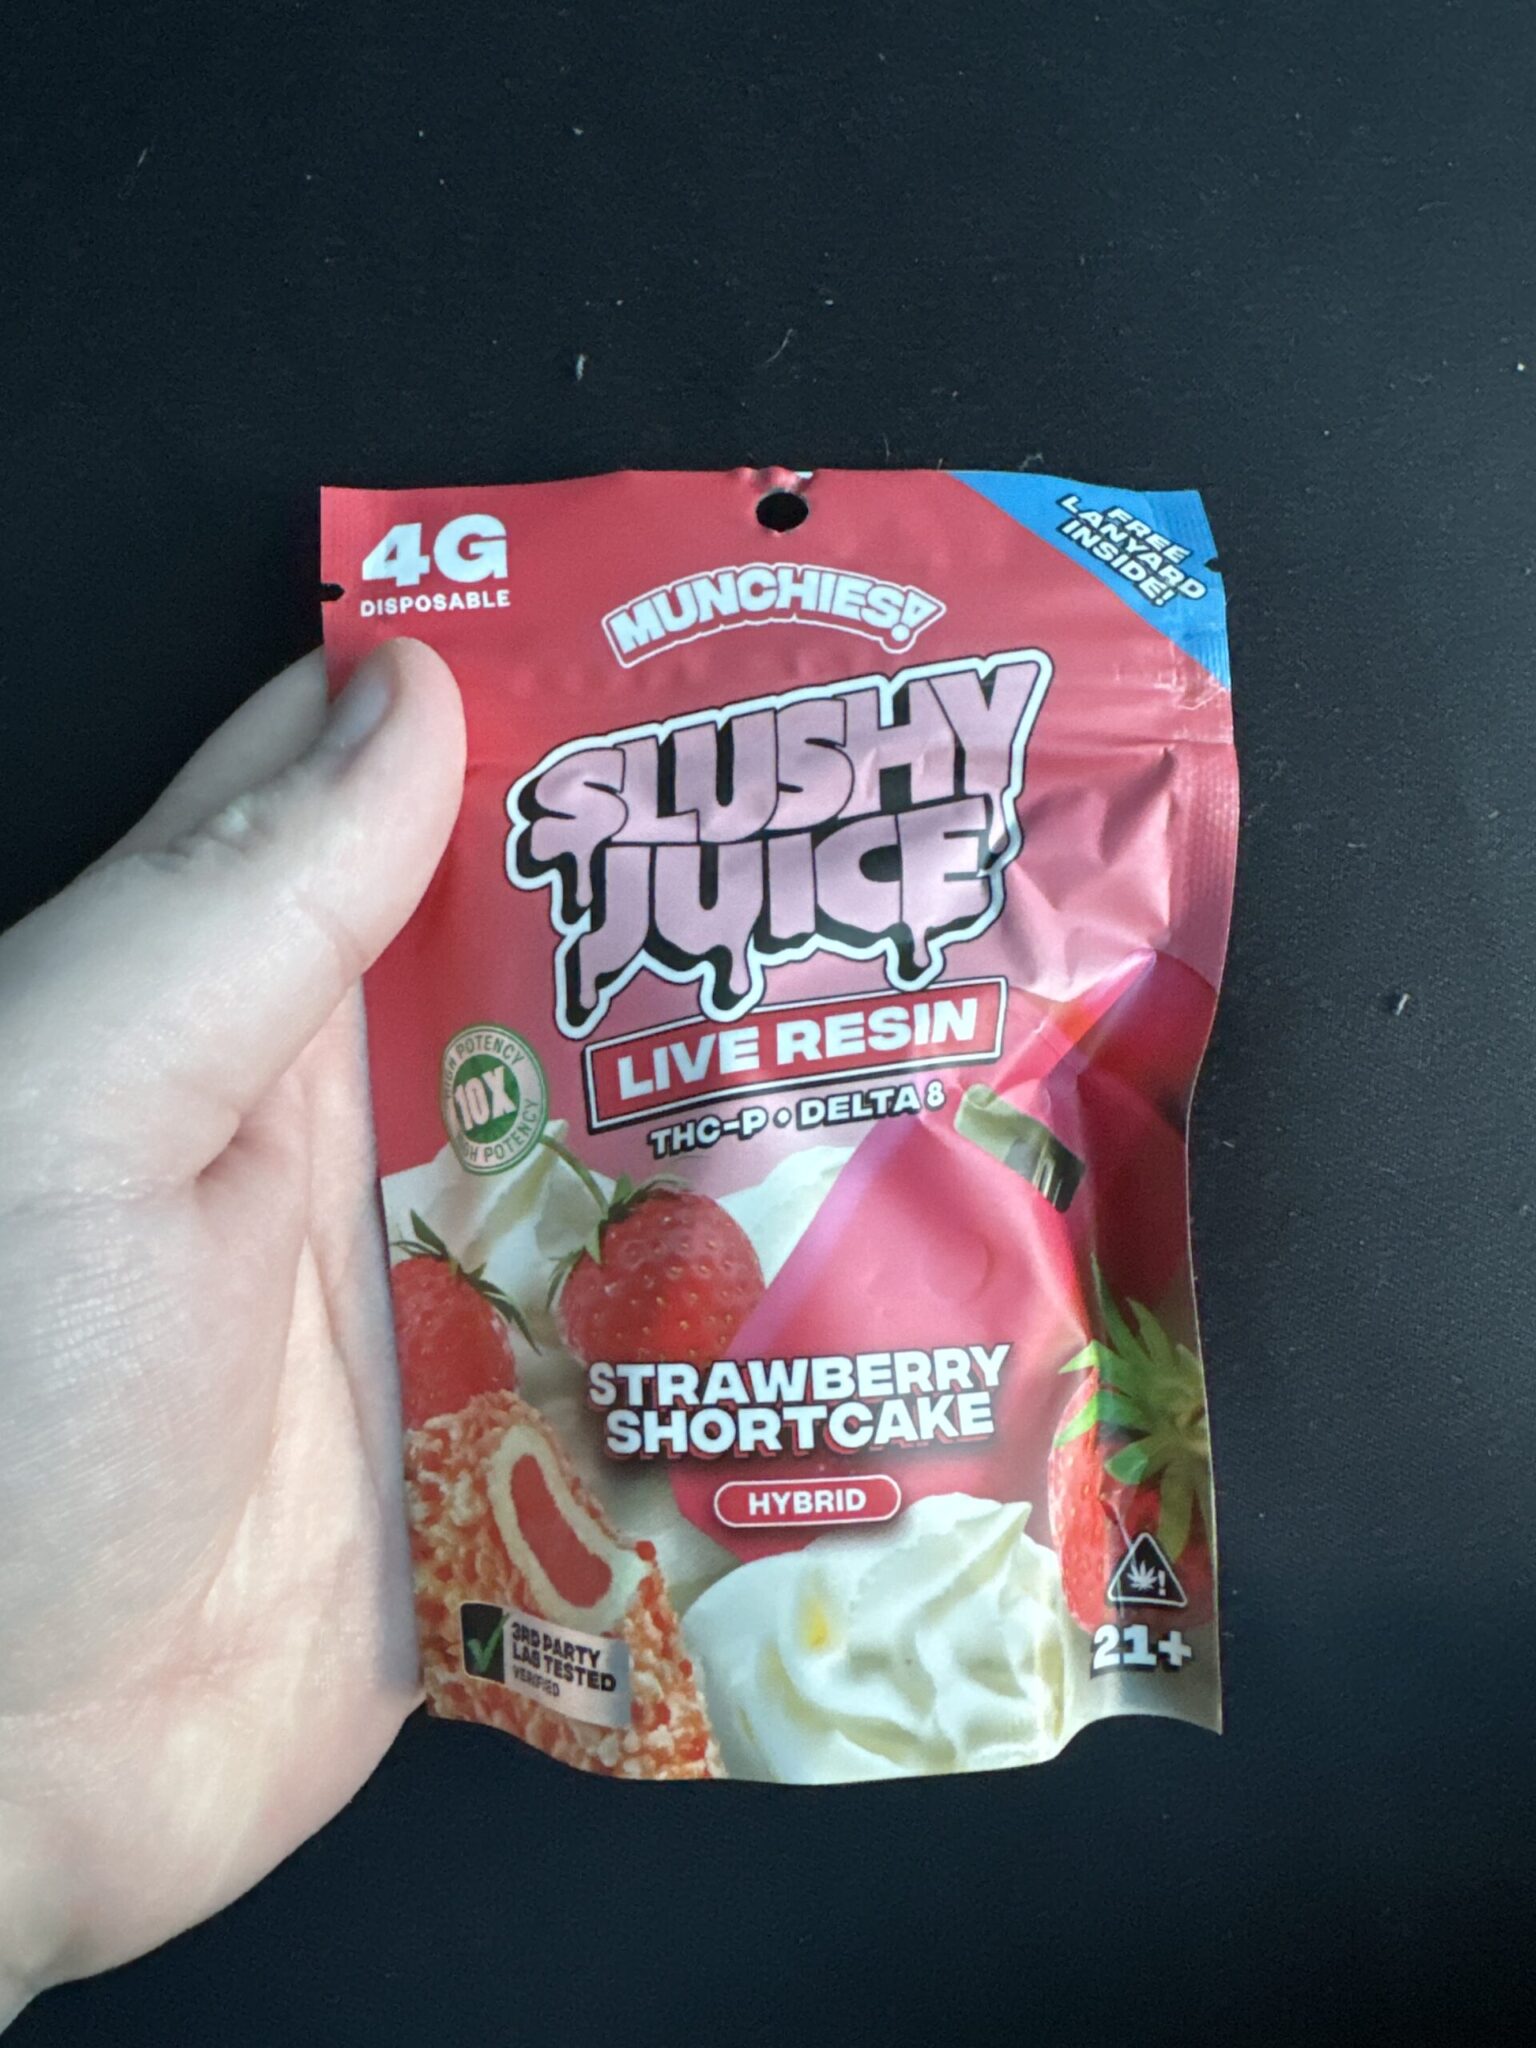 4G
DISPOSABLE
FREE
LANYARD
INSIDE!
MUNCHIES!
SLUSHY
JUICE
LIVE RESIN
THC-P • DELTA 8
HIGH POTENCY
10X
HIGH POTENCY
STRAWBERRY
SHORTCAKE
HYBRID
3RD PARTY
LAB TESTED
VERIFIED
!
21+